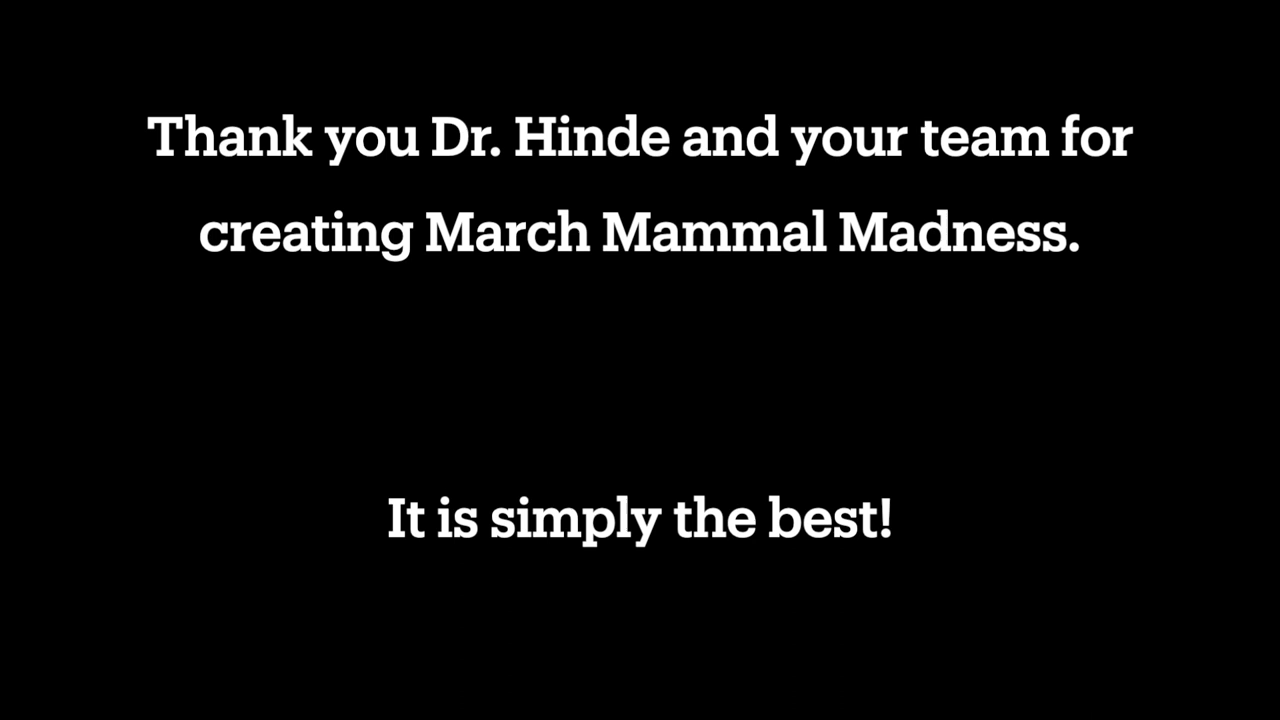 Thank you Dr. Hinde and your team for
creating March Mammal Madness.
It is simply the best!